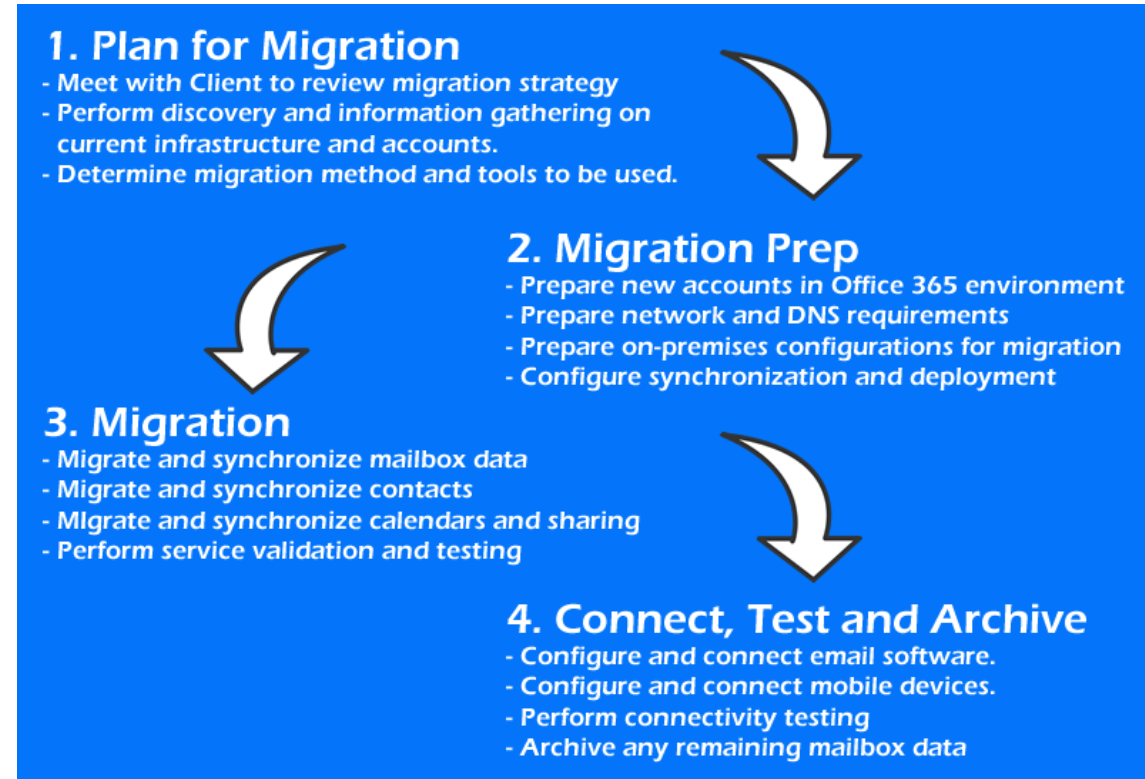 1. Plan for Migration
- Meet with Client to review migration strategy
- Perform discovery and information gathering on
current infrastructure and accounts.
- Determine migration method and tools to be used.
2. Migration Prep
- Prepare new accounts in Office 365 environment
- Prepare network and DNS requirements
- Prepare on-premises configurations for migration
- Configure synchronization and deployment
3. Migration
- Migrate and synchronize mailbox data
- Migrate and synchronize contacts
- MIgrate and synchronize calendars and sharing
- Perform service validation and testing
4. Connect, Test and Archive
- Configure and connect email software.
- Configure and connect mobile devices.
- Perform connectivity testing
- Archive any remaining mailbox data